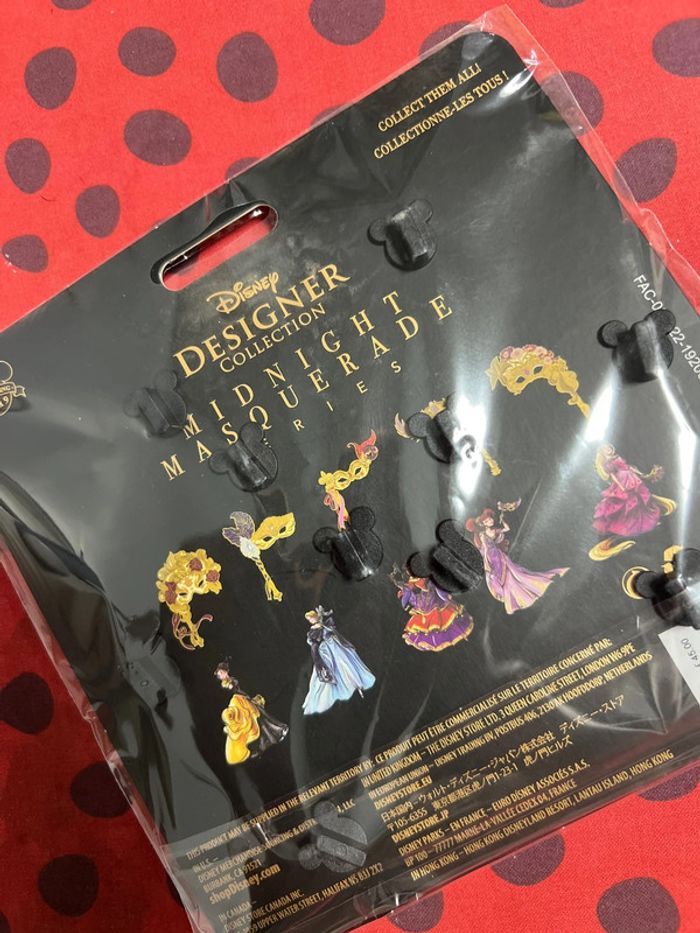 COLLECT THEM ALL!
COLLECTIONNE-LES TOUS !
Disney
DESIGNER
COLLECTION
MIDNIGHT
MASQUERADE
SERIES
£ 45.00
THIS PRODUCT MAY BE SUPPLIED IN THE RELEVANT TERRITORY BY: CE PRODUIT PEUT ÊTRE COMMERCIALISÉ SUR LE TERRITOIRE CONCERNÉ PAR:
IN U.S. –
DISNEY MERCHANDISING &
BURBANK, CA91521
shopDisney.com
IN CANADA –
DISNEY STORE CANADA INC.
UPPER WATER STREET, HALIFAX NS B3J 2X2
IN UNITED KINGDOM – THE DISNEY STORE LTD. 3 QUEEN CAROLINE STREET, LONDON W6 9PE
IN EUROPEAN UNION – DISNEY TRADING BV, POSTBUS 406, 2130 AK HOOFDDORP, NETHERLANDS
DISNEYSTORE.EU
日本国内-ウォルト・ディズニー・ジャパン株式会社 ディズニー・ストア
〒105-6355 東京都港区虎ノ門1-23-1 虎ノ門ヒルズ
DISNEYSTORE.JP
DISNEY PARKS – EN FRANCE – EURO DISNEY ASSOCIÉS S.A.S.
BP 100 – 77777 MARNE-LA-VALLÉE CEDEX 04, FRANCE
IN HONG KONG – HONG KONG DISNEYLAND RESORT, LANTAU ISLAND, HONG KONG